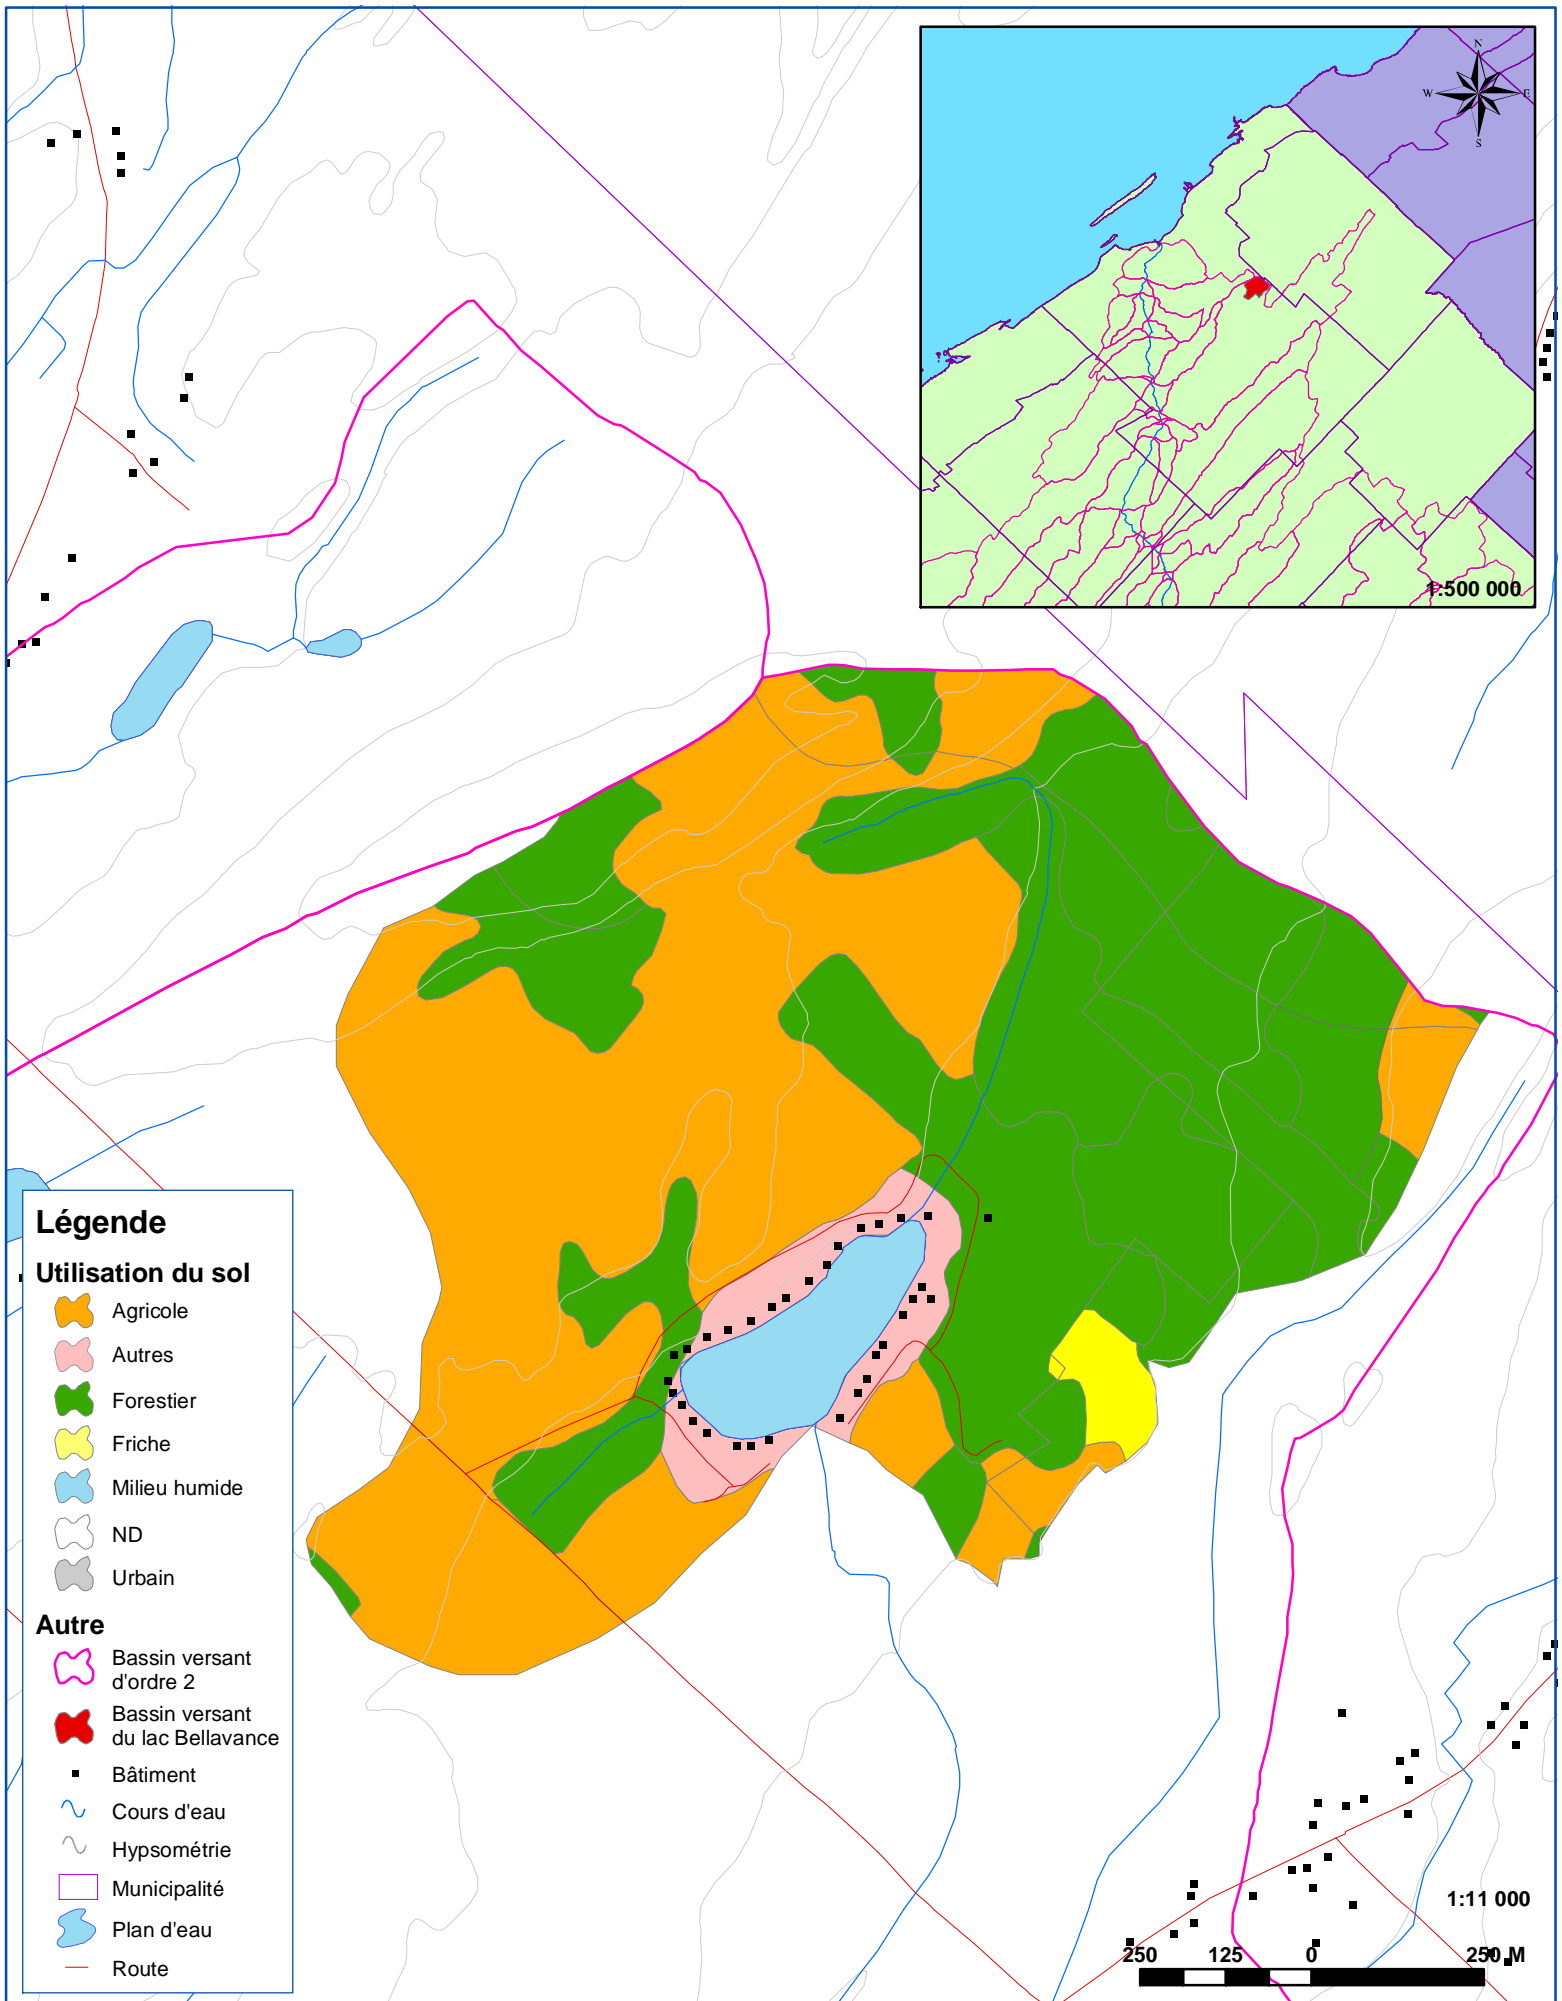 N
W
E
S
1:500 000
Légende
Utilisation du sol
Agricole
Autres
Forestier
Friche
Milieu humide
ND
Urbain
Autre
Bassin versant
d'ordre 2
Bassin versant
du lac Bellavance
Bâtiment
Cours d'eau
Hypsométrie
Municipalité
Plan d'eau
Route
1:11 000
250 125 0 250 M